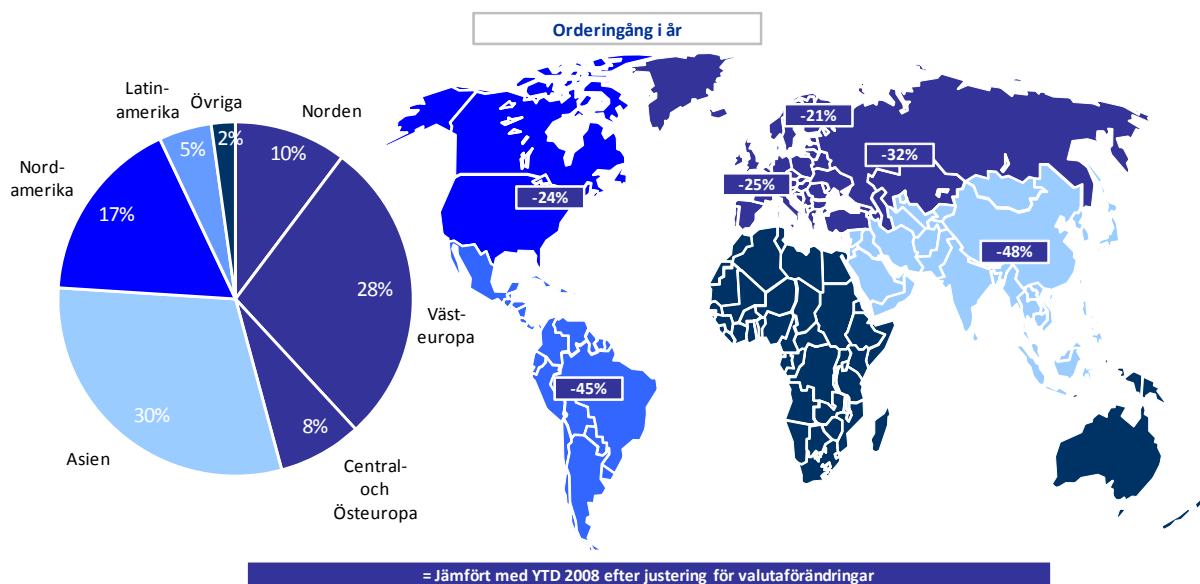 Orderingång i år
Latin-
amerika
Övriga
Norden
Nord-
amerika
5%
2%
10%
17%
28%
Väst-
europa
30%
8%
Asien
Central-
och
Östeuropa
-21%
-32%
-25%
-24%
-48%
-45%
= Jämfört med YTD 2008 efter justering för valutaförändringar